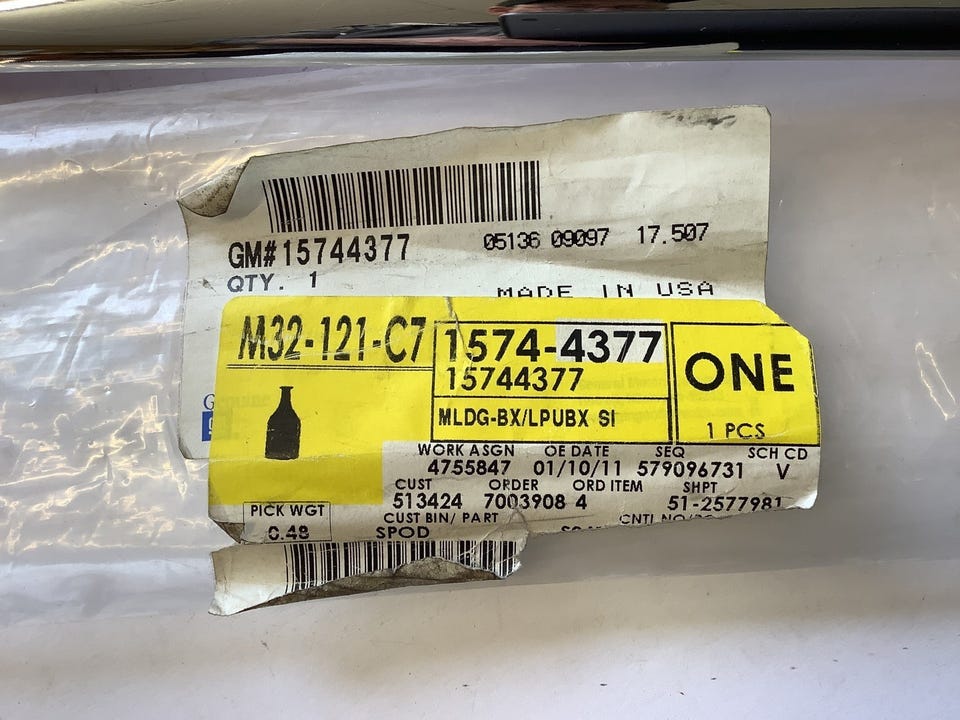 GM#15744377 05136 09097 17.507
QTY. 1
MADE IN USA
M32-121-C7
1574-4377
15744377
ONE
MLDG-BX/LPUBX SI
1 PCS
WORK ASGN OE DATE SEQ SCH CD
4755847 01/10/11 579096731 V
CUST ORDER ORD ITEM SHPT
513424 7003908 4 51-2577981
PICK WGT
0.48
CUST BIN/ PART
SPOD
CNTL NO/